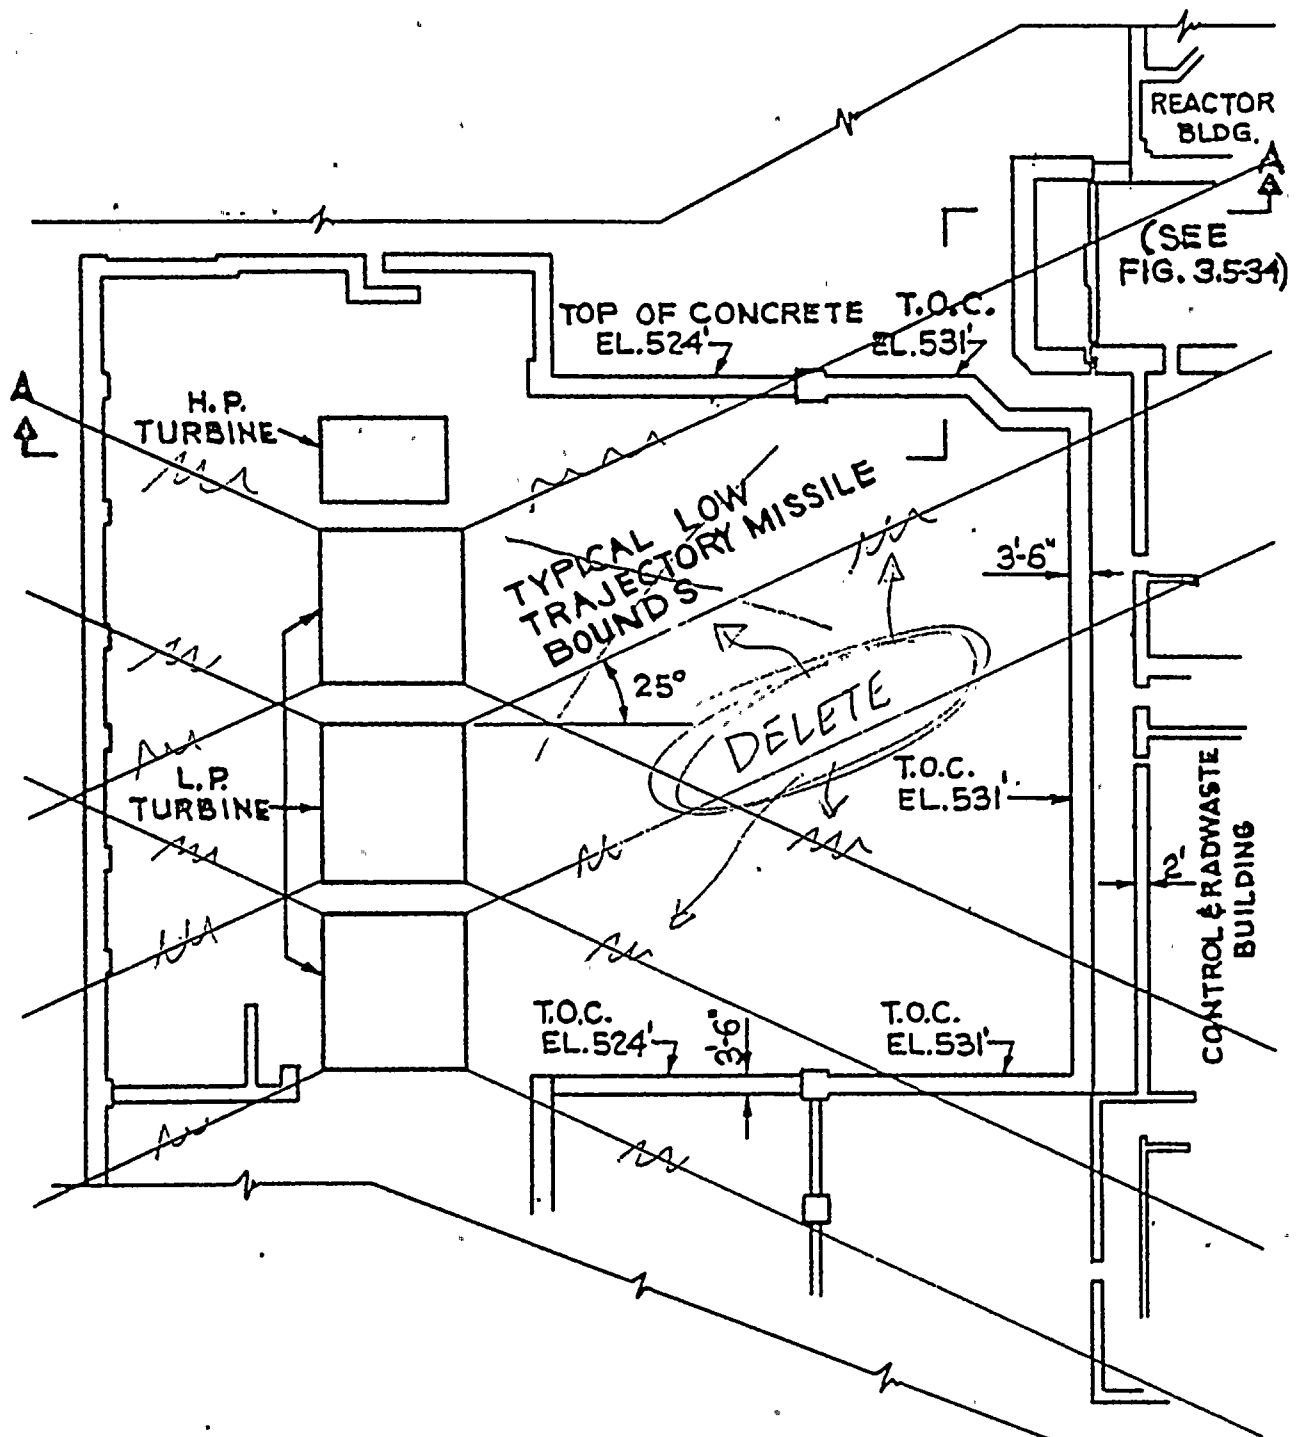 REACTOR
BLDG.
A
(SEE
FIG. 3.5-34)
TOP OF CONCRETE
EL.524'
T.O.C.
EL.531'
A
H.P.
TURBINE
TYPICAL LOW
TRAJECTORY MISSILE
BOUNDS
3'-6"
25°
DELETE
L.P.
TURBINE
T.O.C.
EL.531'
2'
CONTROL & RADWASTE
BUILDING
T.O.C.
EL.524'
3'-6"
T.O.C.
EL.531'